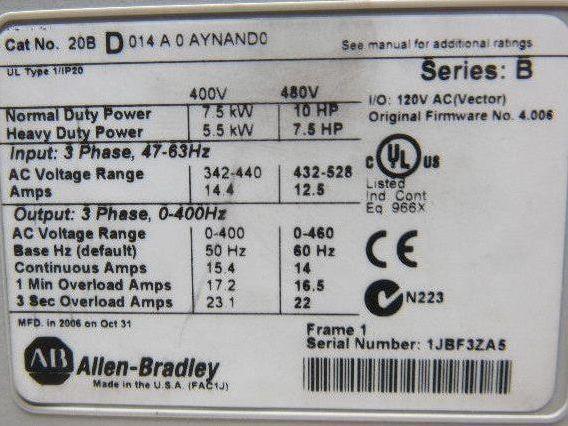 Cat No. 20B D 014 A 0 AYNAND0
See manual for additional ratings
UL Type 1/IP20
Series: B
400V 480V
I/O: 120V AC(Vector)
Normal Duty Power 7.5 kW 10 HP
Original Firmware No. 4.006
Heavy Duty Power 5.5 kW 7.5 HP
Input: 3 Phase, 47-63Hz
C UL US
AC Voltage Range 342-440 432-528
Listed
Amps 14.4 12.5
Ind Cont
Eq 966X
Output: 3 Phase, 0-400Hz
AC Voltage Range 0-400 0-460
Base Hz (default) 50 Hz 60 Hz
CE
Continuous Amps 15.4 14
1 Min Overload Amps 17.2 16.5
N223
3 Sec Overload Amps 23.1 22
MFD. in 2006 on Oct 31
Frame 1
Serial Number: 1JBF3ZA5
AB Allen-Bradley
Made in the U.S.A. (FAC1J)